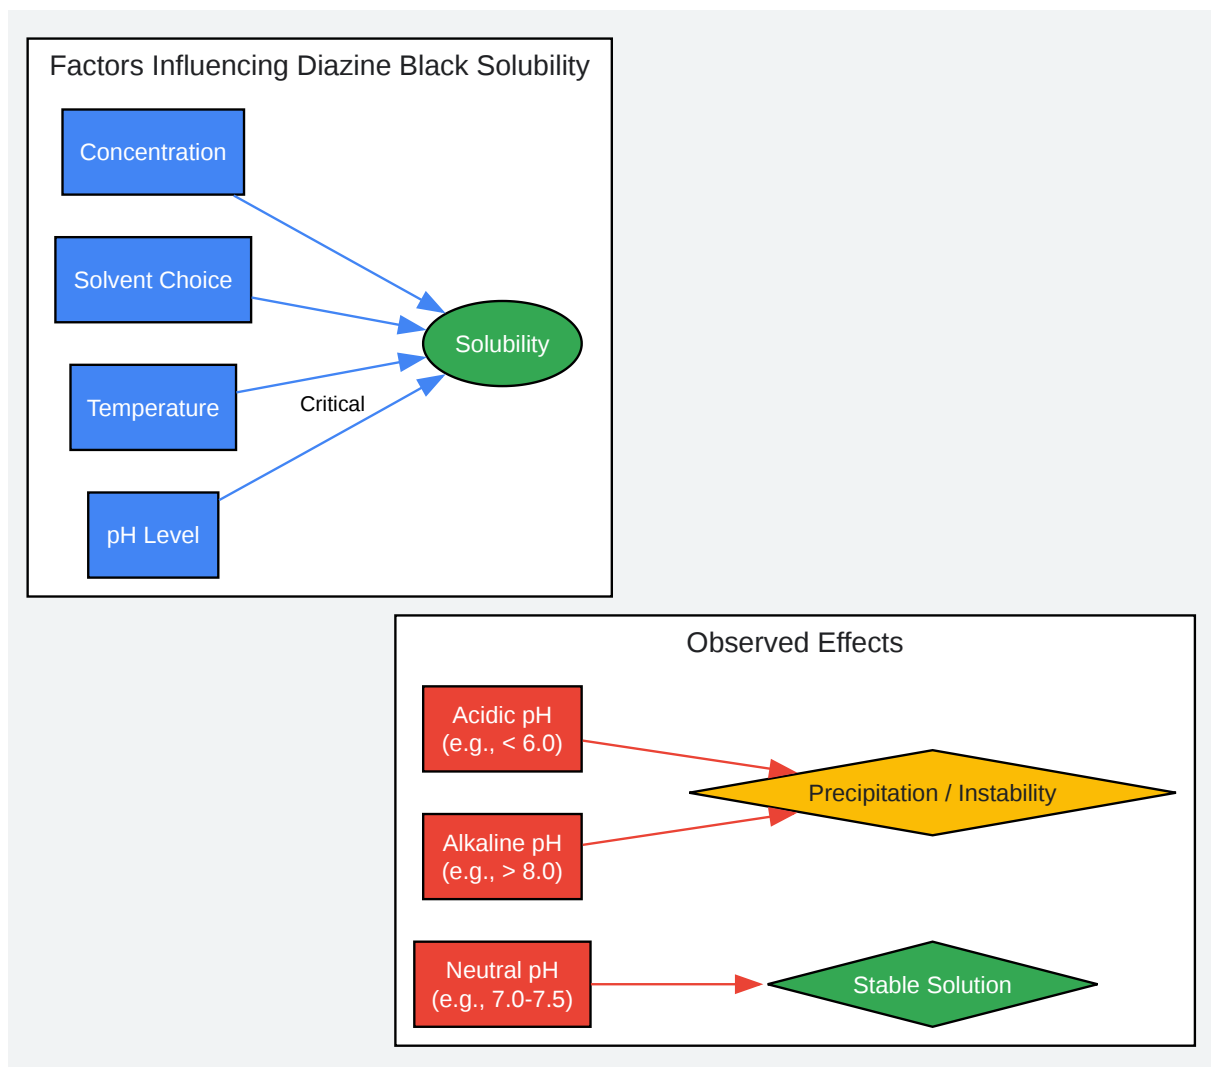 Factors Influencing Diazine Black Solubility
Concentration
Solvent Choice
Temperature
pH Level
Critical
Solubility
Observed Effects
Acidic pH
(e.g., < 6.0)
Alkaline pH
(e.g., > 8.0)
Neutral pH
(e.g., 7.0-7.5)
Precipitation / Instability
Stable Solution